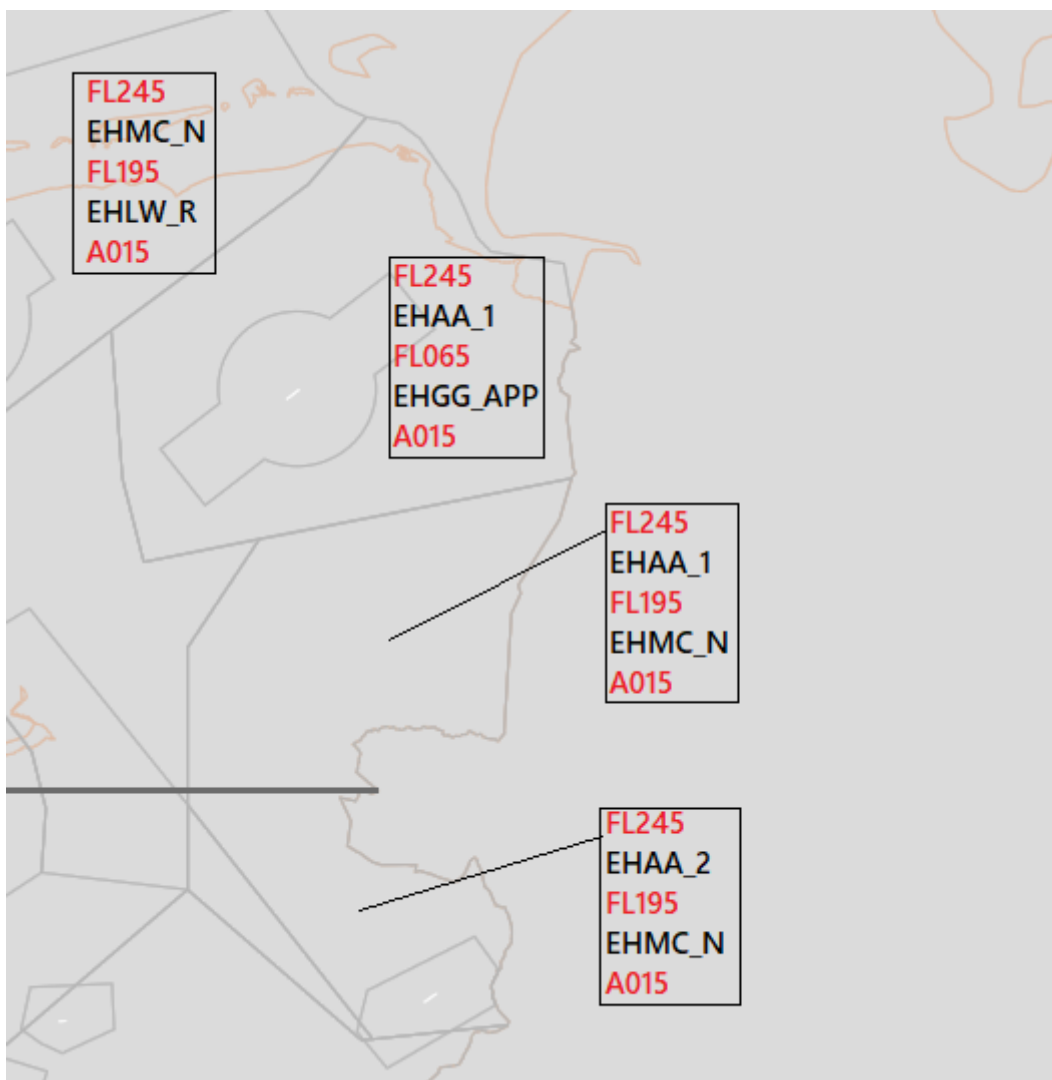 FL245
EHMC_N
FL195
EHLW_R
A015
FL245
EHAA_1
FL065
EHGG_APP
A015
FL245
EHAA_1
FL195
EHMC_N
A015
FL245
EHAA_2
FL195
EHMC_N
A015